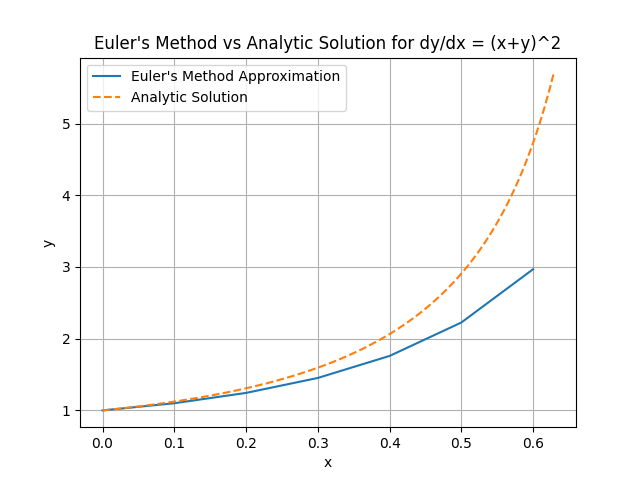 Euler's Method vs Analytic Solution for dy/dx = (x+y)^2
Euler's Method Approximation
Analytic Solution
5
4
3
2
1
y
0.0 0.1 0.2 0.3 0.4 0.5 0.6
x